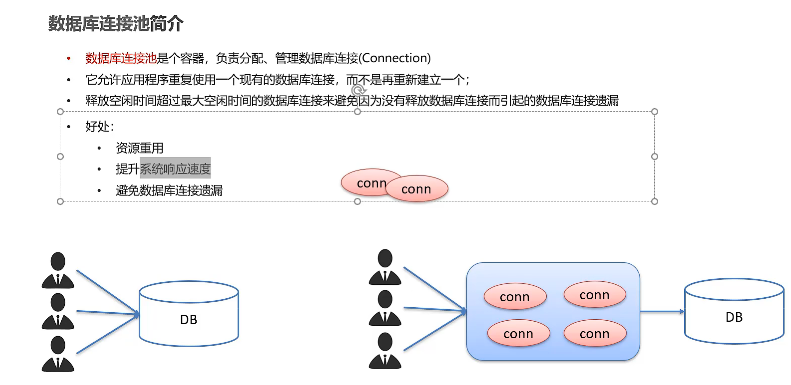 数据库连接池简介
• 数据库连接池是个容器，负责分配、管理数据库连接(Connection)
• 它允许应用程序重复使用一个现有的数据库连接，而不是再重新建立一个；
• 释放空闲时间超过最大空闲时间的数据库连接来避免因为没有释放数据库连接而引起的数据库连接遗漏
• 好处：
• 资源重用
• 提升系统响应速度
• 避免数据库连接遗漏
conn
conn
DB
conn
conn
conn
conn
DB